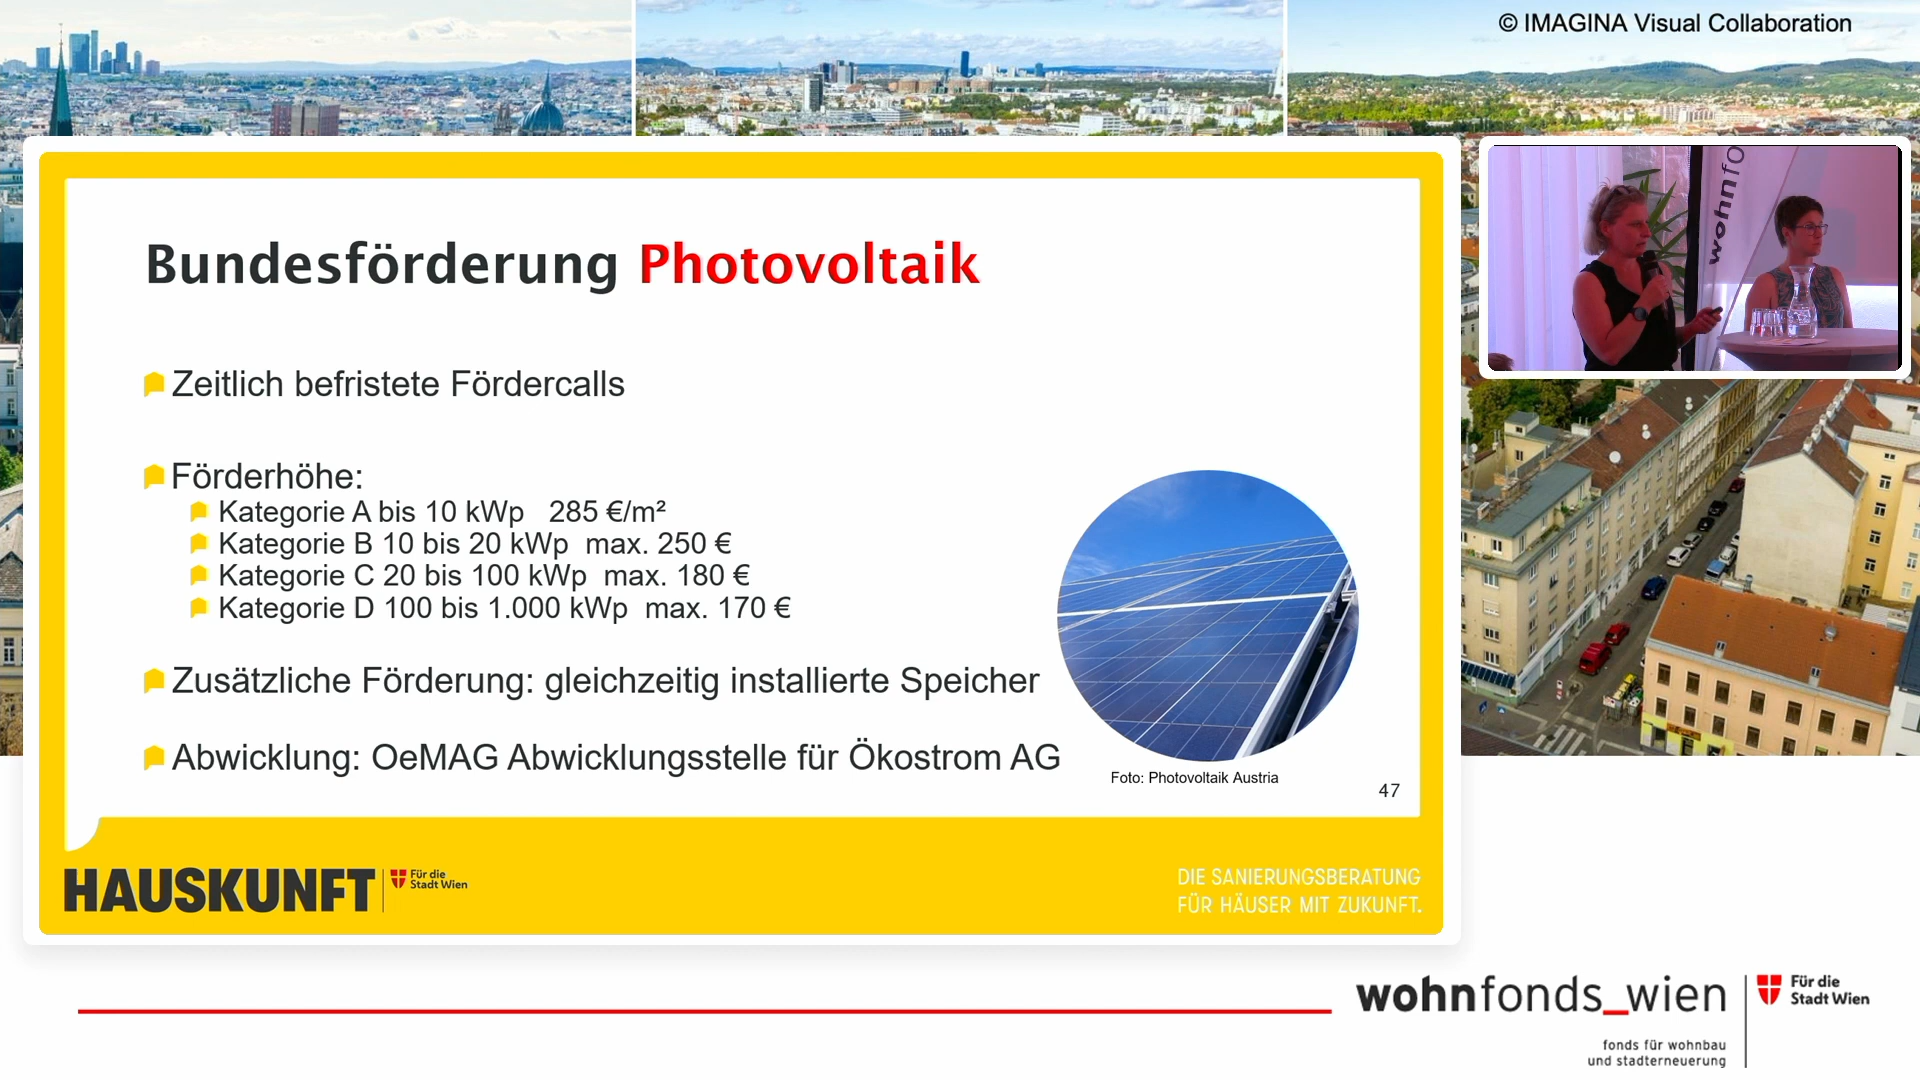 © IMAGINA Visual Collaboration
wohnfo
Bundesförderung Photovoltaik
Zeitlich befristete Fördercalls
Förderhöhe:
Kategorie A bis 10 kWp 285 €/m²
Kategorie B 10 bis 20 kWp max. 250 €
Kategorie C 20 bis 100 kWp max. 180 €
Kategorie D 100 bis 1.000 kWp max. 170 €
Zusätzliche Förderung: gleichzeitig installierte Speicher
Abwicklung: OeMAG Abwicklungsstelle für Ökostrom AG
Foto: Photovoltaik Austria
47
HAUSKUNFT
Für die
Stadt Wien
DIE SANIERUNGSBERATUNG
FÜR HÄUSER MIT ZUKUNFT.
wohnfonds_wien
Für die
Stadt Wien
fonds für wohnbau
und stadterneuerung